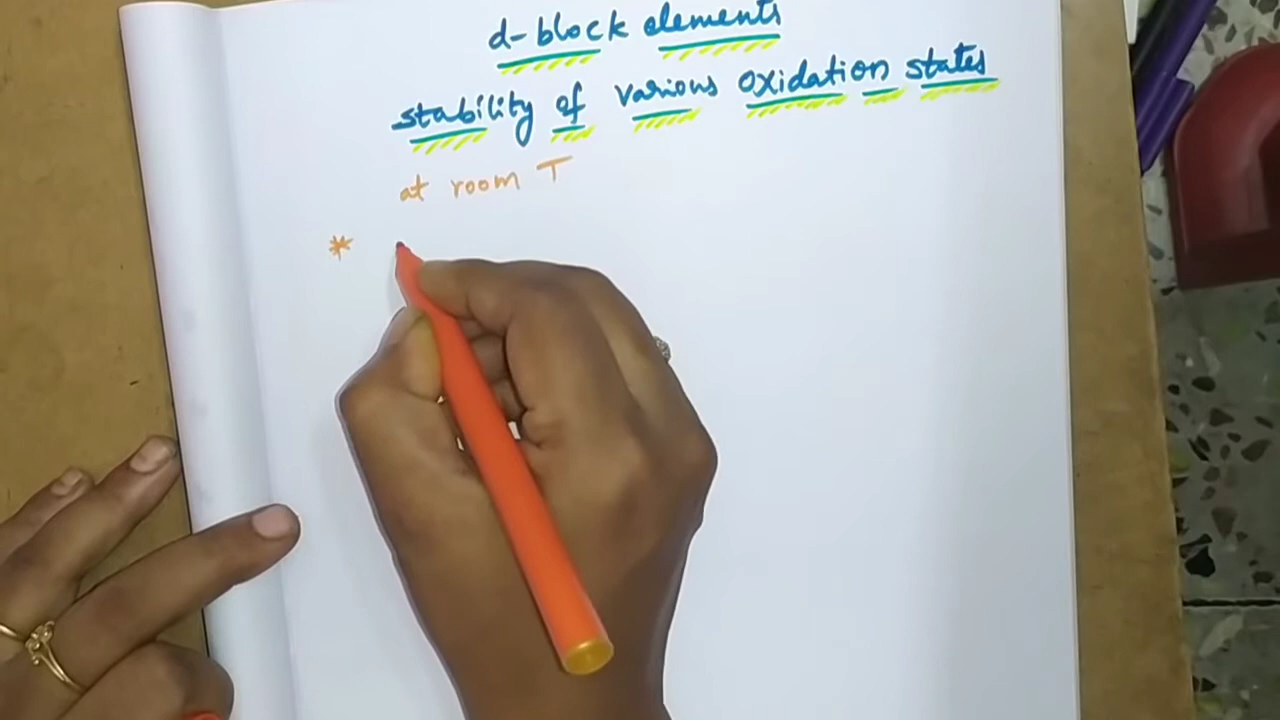 d-block elements
stability of various oxidation states
at room T
*